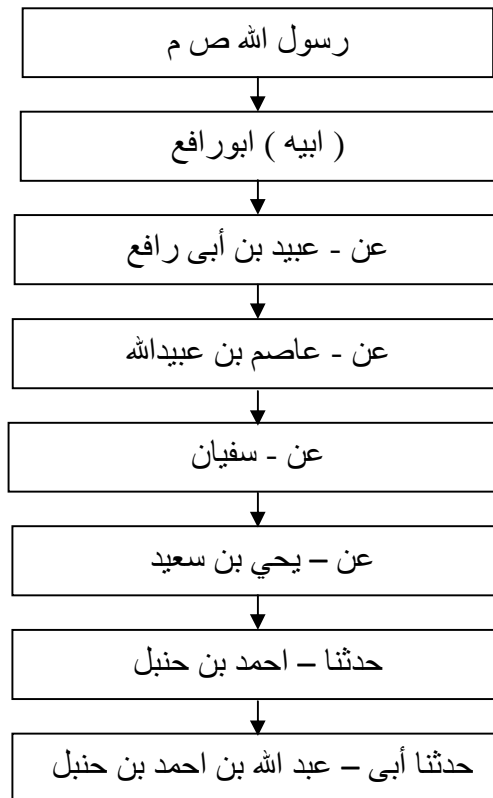 رسول الله ص م
( ابيه ) ابورافع
عن - عبيد بن أبى رافع
عن - عاصم بن عبيدالله
عن - سفيان
عن – يحي بن سعيد
حدثنا – احمد بن حنبل
حدثنا أبى – عبد الله بن احمد بن حنبل